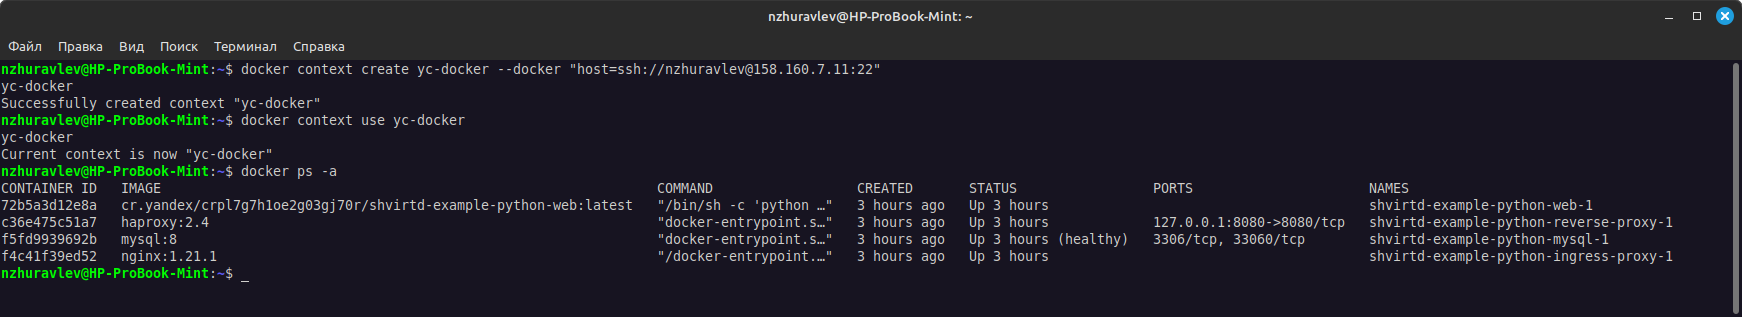 nzhuravlev@HP-ProBook-Mint: ~
Файл Правка Вид Поиск Терминал Справка
nzhuravlev@HP-ProBook-Mint:~$ docker context create yc-docker --docker "host=ssh://nzhuravlev@158.160.7.11:22"
yc-docker
Successfully created context "yc-docker"
nzhuravlev@HP-ProBook-Mint:~$ docker context use yc-docker
yc-docker
Current context is now "yc-docker"
nzhuravlev@HP-ProBook-Mint:~$ docker ps -a
CONTAINER ID   IMAGE                                                              COMMAND                  CREATED       STATUS                 PORTS                      NAMES
72b5a3d12e8a   cr.yandex/crpl7g7h1oe2g03gj70r/shvirtd-example-python-web:latest   "/bin/sh -c 'python …"   3 hours ago   Up 3 hours                                        shvirtd-example-python-web-1
c36e475c51a7   haproxy:2.4                                                        "docker-entrypoint.s…"   3 hours ago   Up 3 hours             127.0.0.1:8080->8080/tcp   shvirtd-example-python-reverse-proxy-1
f5fd9939692b   mysql:8                                                            "docker-entrypoint.s…"   3 hours ago   Up 3 hours (healthy)   3306/tcp, 33060/tcp        shvirtd-example-python-mysql-1
f4c41f39ed52   nginx:1.21.1                                                       "/docker-entrypoint.…"   3 hours ago   Up 3 hours                                        shvirtd-example-python-ingress-proxy-1
nzhuravlev@HP-ProBook-Mint:~$ _